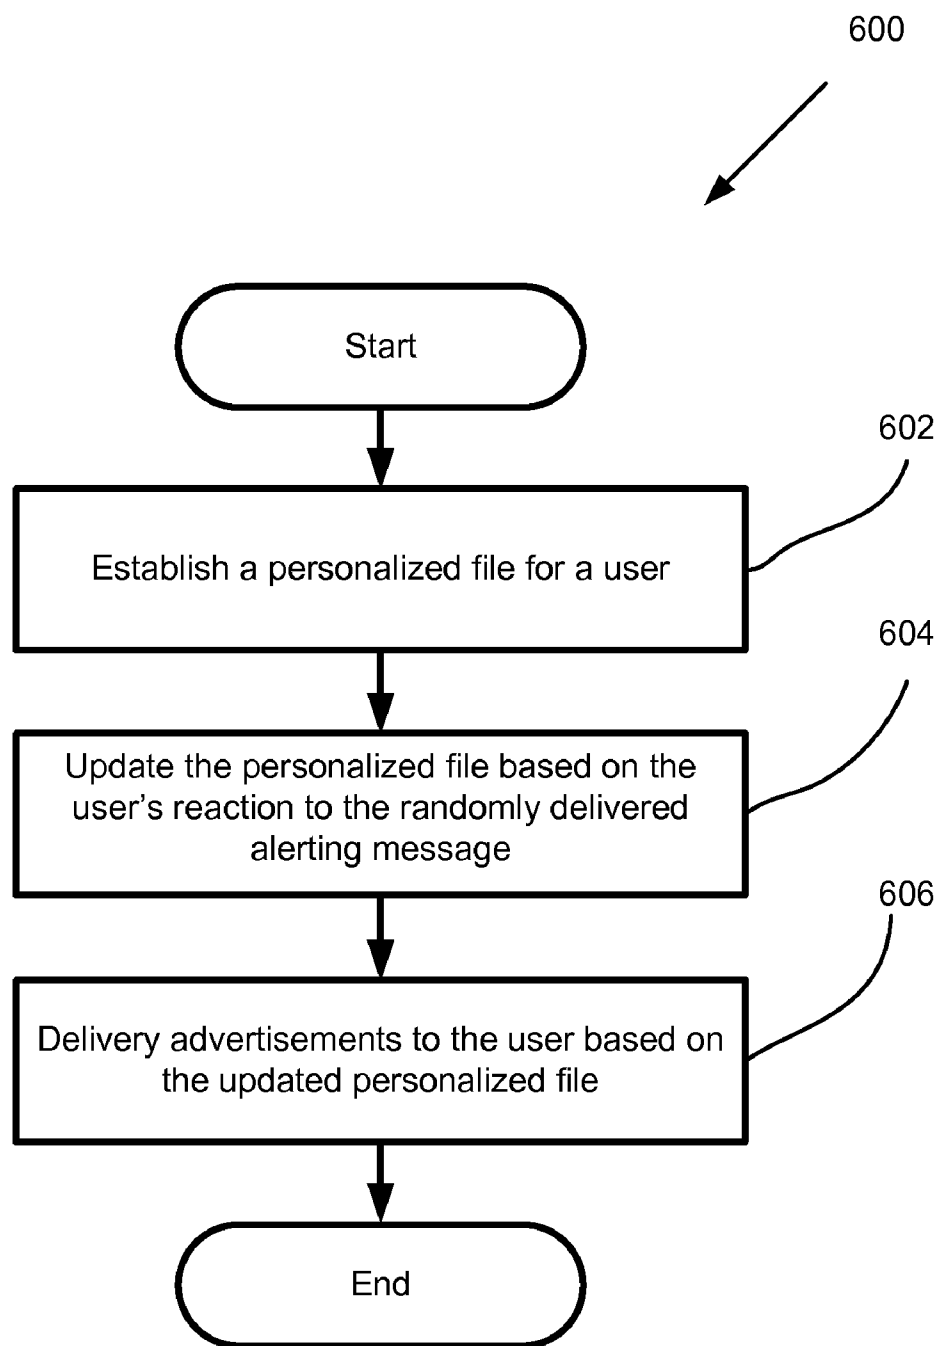 600
Start
602
Establish a personalized file for a user
604
Update the personalized file based on the
user's reaction to the randomly delivered
alerting message
606
Delivery advertisements to the user based on
the updated personalized file
End